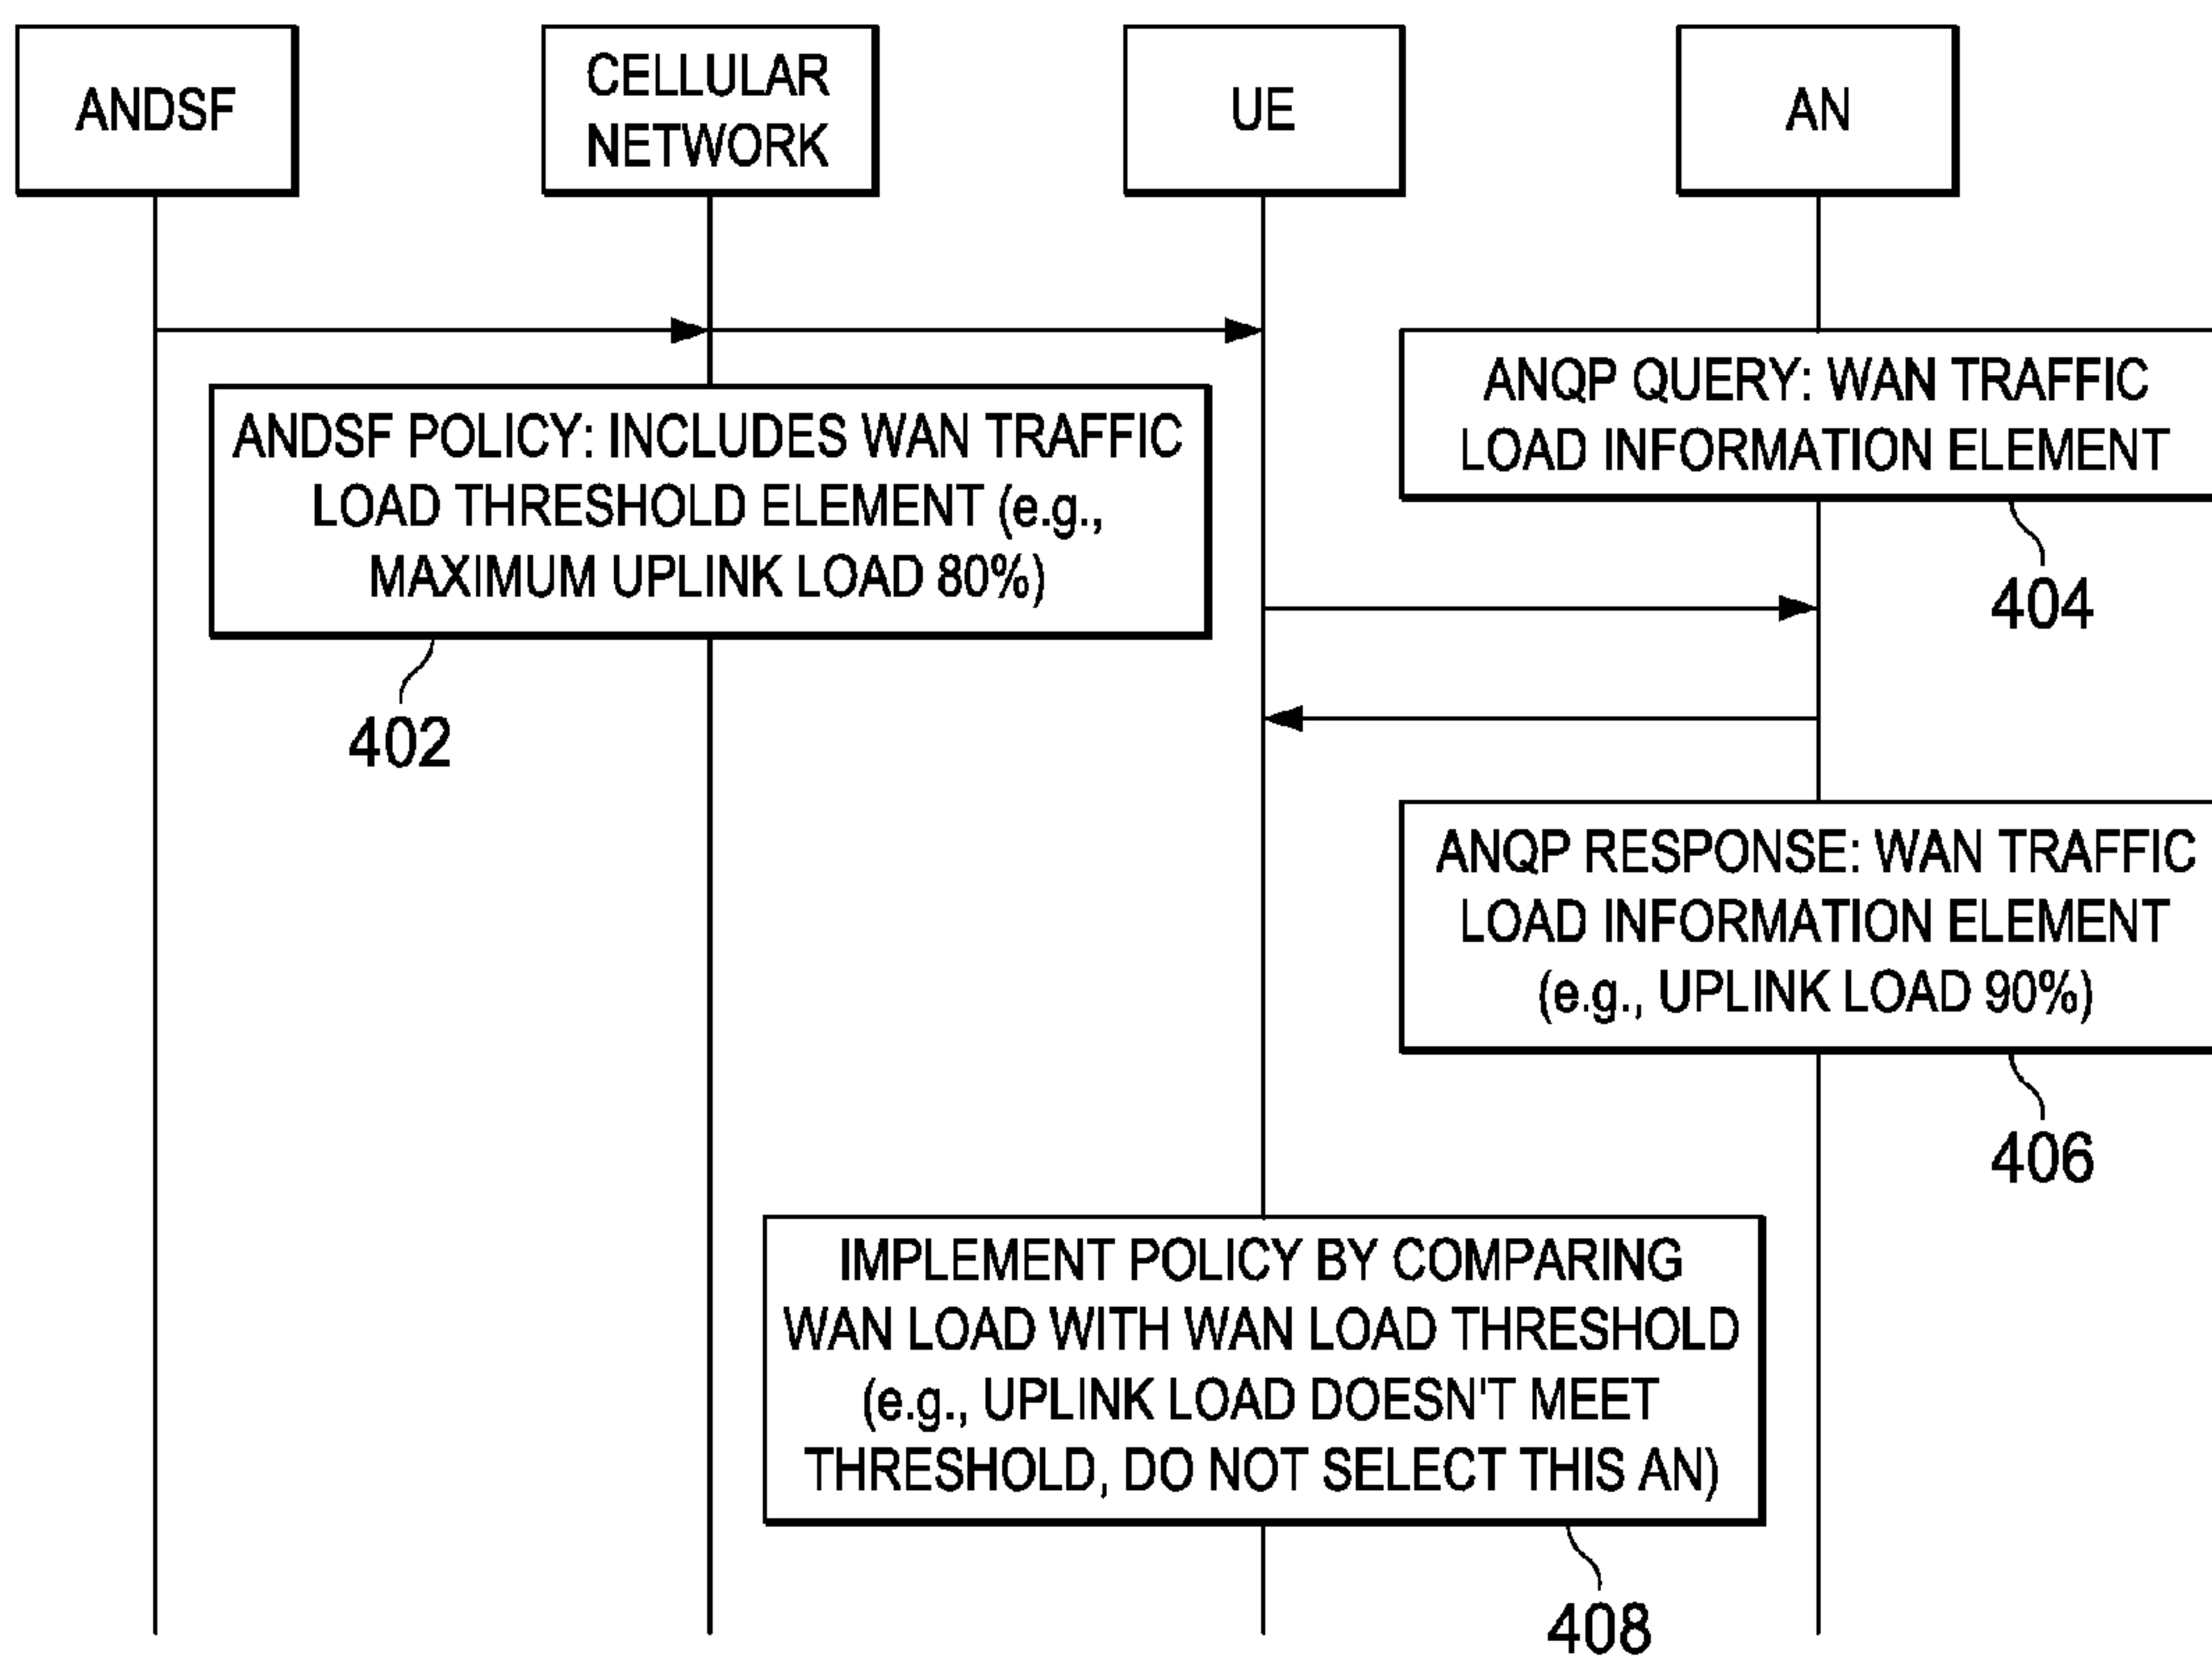 ANDSF
CELLULAR
NETWORK
UE
AN
ANDSF POLICY: INCLUDES WAN TRAFFIC
LOAD THRESHOLD ELEMENT (e.g.,
MAXIMUM UPLINK LOAD 80%)
402
ANQP QUERY: WAN TRAFFIC
LOAD INFORMATION ELEMENT
404
ANQP RESPONSE: WAN TRAFFIC
LOAD INFORMATION ELEMENT
(e.g., UPLINK LOAD 90%)
406
IMPLEMENT POLICY BY COMPARING
WAN LOAD WITH WAN LOAD THRESHOLD
(e.g., UPLINK LOAD DOESN'T MEET
THRESHOLD, DO NOT SELECT THIS AN)
408